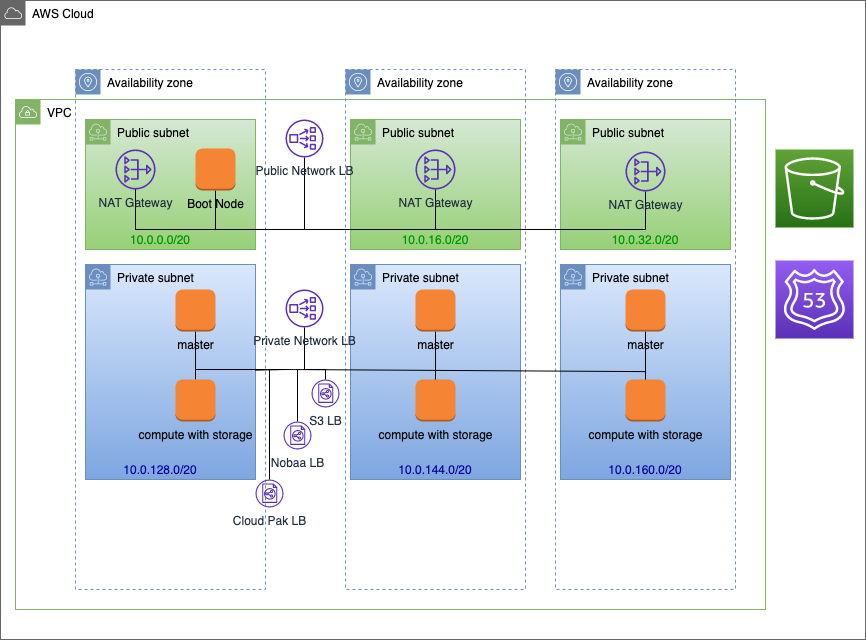 AWS Cloud
Availability zone
Availability zone
Availability zone
VPC
Public subnet
Public subnet
Public subnet
Public Network LB
NAT Gateway
Boot Node
NAT Gateway
NAT Gateway
10.0.0.0/20
10.0.16.0/20
10.0.32.0/20
Private subnet
Private subnet
Private subnet
53
Private Network LB
master
master
master
S3 LB
compute with storage
compute with storage
compute with storage
Nobaa LB
10.0.128.0/20
10.0.144.0/20
10.0.160.0/20
Cloud Pak LB